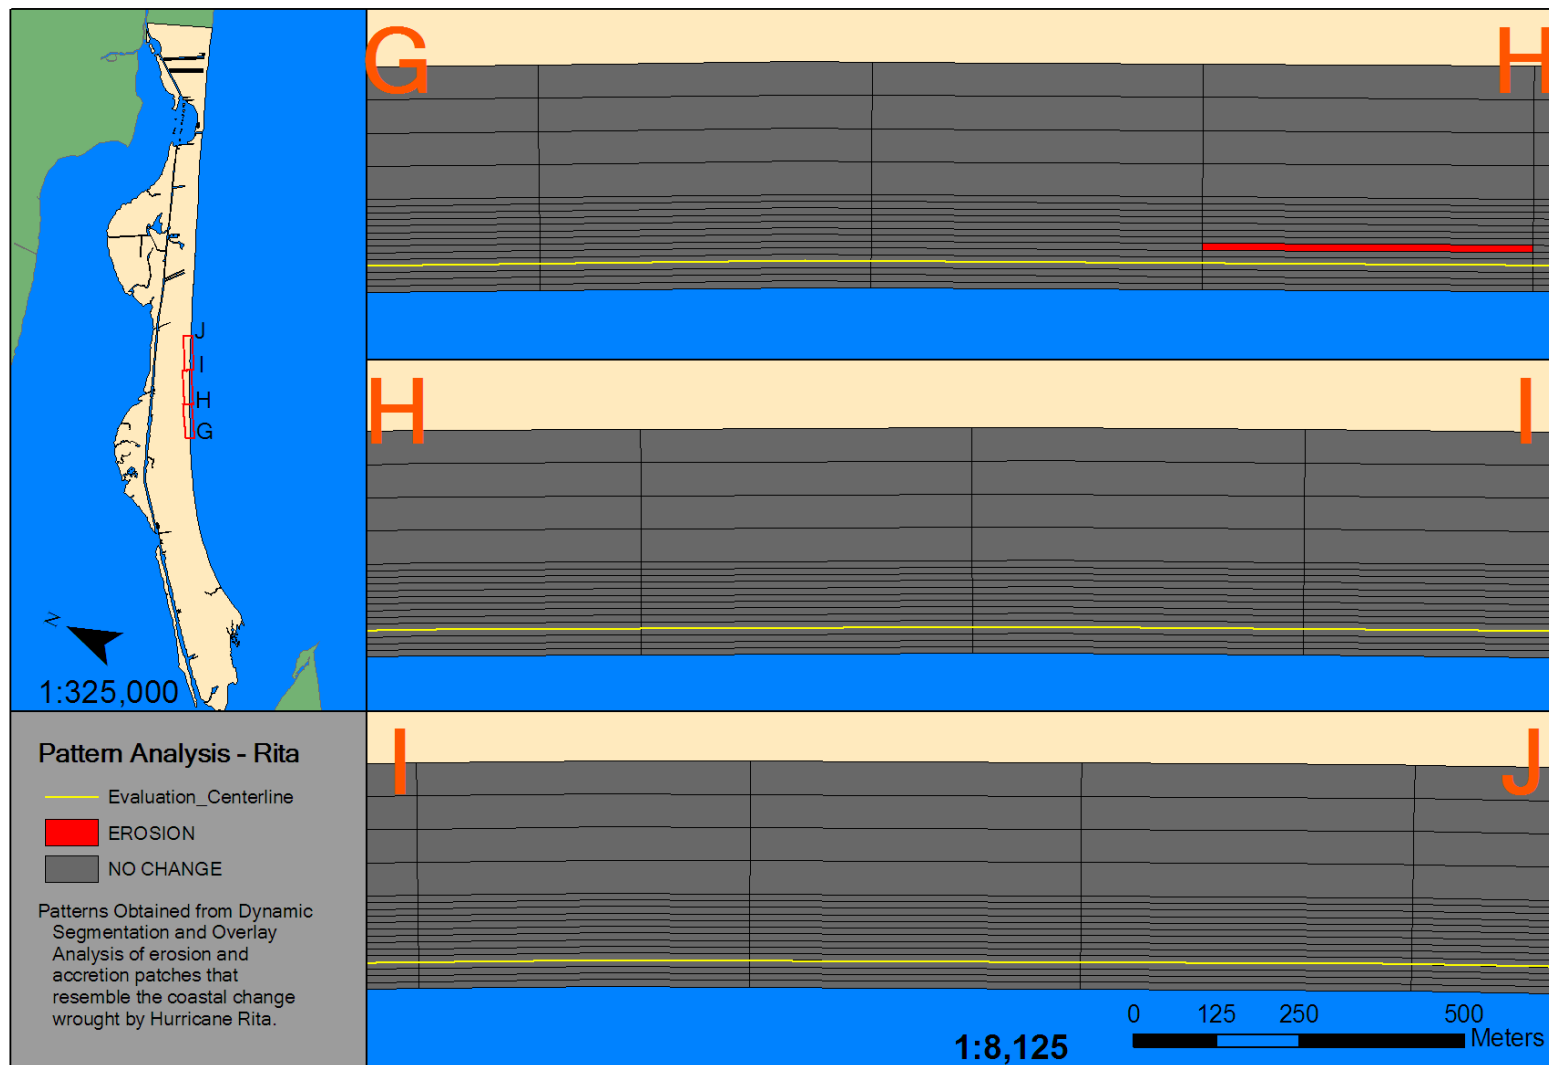 G
H
J
I
H
G
N
1:325,000
H
I
Pattern Analysis - Rita
Evaluation_Centerline
EROSION
NO CHANGE
Patterns Obtained from Dynamic
Segmentation and Overlay
Analysis of erosion and
accretion patches that
resemble the coastal change
wrought by Hurricane Rita.
I
J
0 125 250 500
Meters
1:8,125